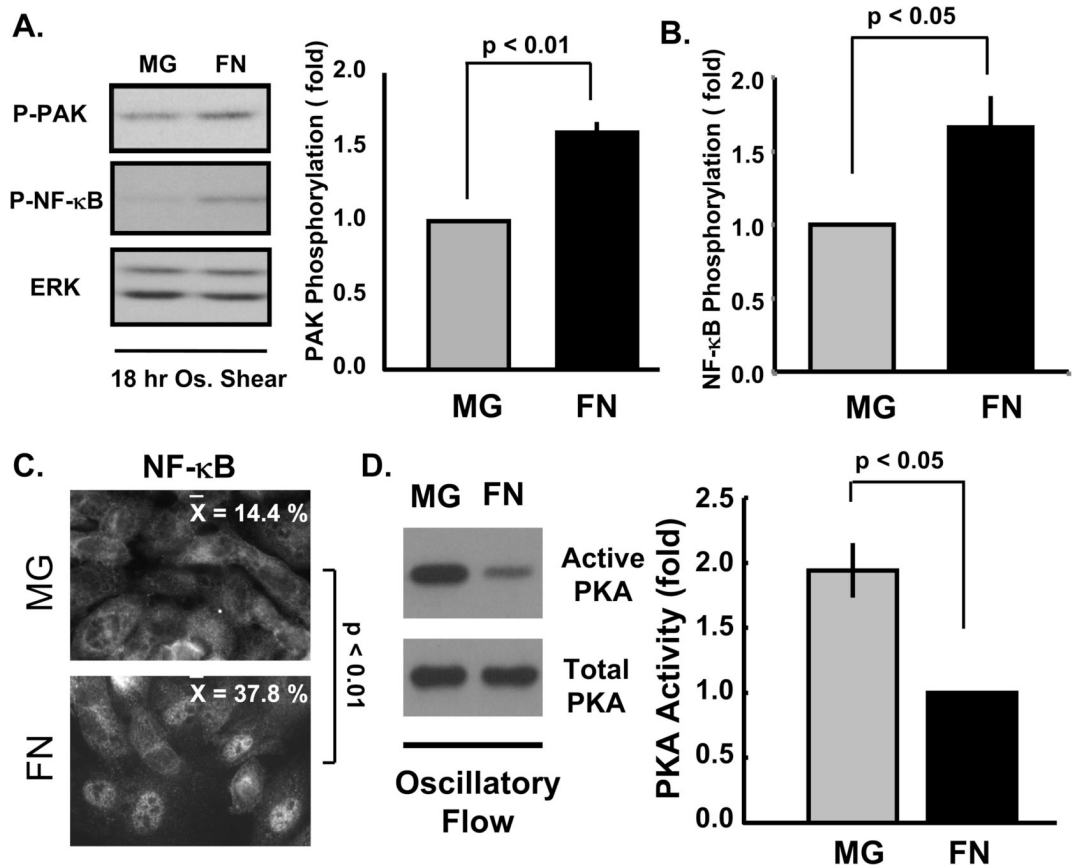 A.
MG FN
P-PAK
P-NF-κB
ERK
18 hr Os. Shear
p < 0.01
PAK Phosphorylation ( fold)
2.0
1.5
1.0
0.5
0.0
MG FN
B.
p < 0.05
NF-κB Phosphorylation ( fold)
2.0
1.5
1.0
0.5
0.0
MG FN
C.
NF-κB
MG
X̅ = 14.4 %
FN
X̅ = 37.8 %
p < 0.01
D.
MG FN
Active
PKA
Total
PKA
Oscillatory
Flow
p < 0.05
PKA Activity (fold)
2.5
2.0
1.5
1.0
0.5
0.0
MG FN